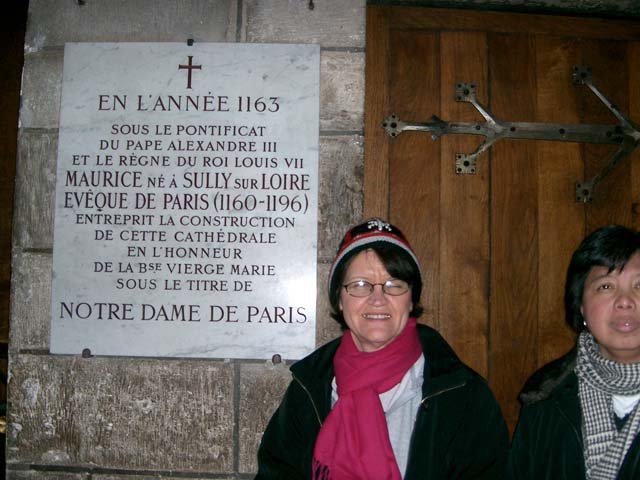 EN L'ANNÉE 1163
SOUS LE PONTIFICAT
DU PAPE ALEXANDRE III
ET LE RÈGNE DU ROI LOUIS VII
MAURICE NÉ À SULLY SUR LOIRE
EVÊQUE DE PARIS (1160-1196)
ENTREPRIT LA CONSTRUCTION
DE CETTE CATHÉDRALE
EN L'HONNEUR
DE LA BSE VIERGE MARIE
SOUS LE TITRE DE
NOTRE DAME DE PARIS